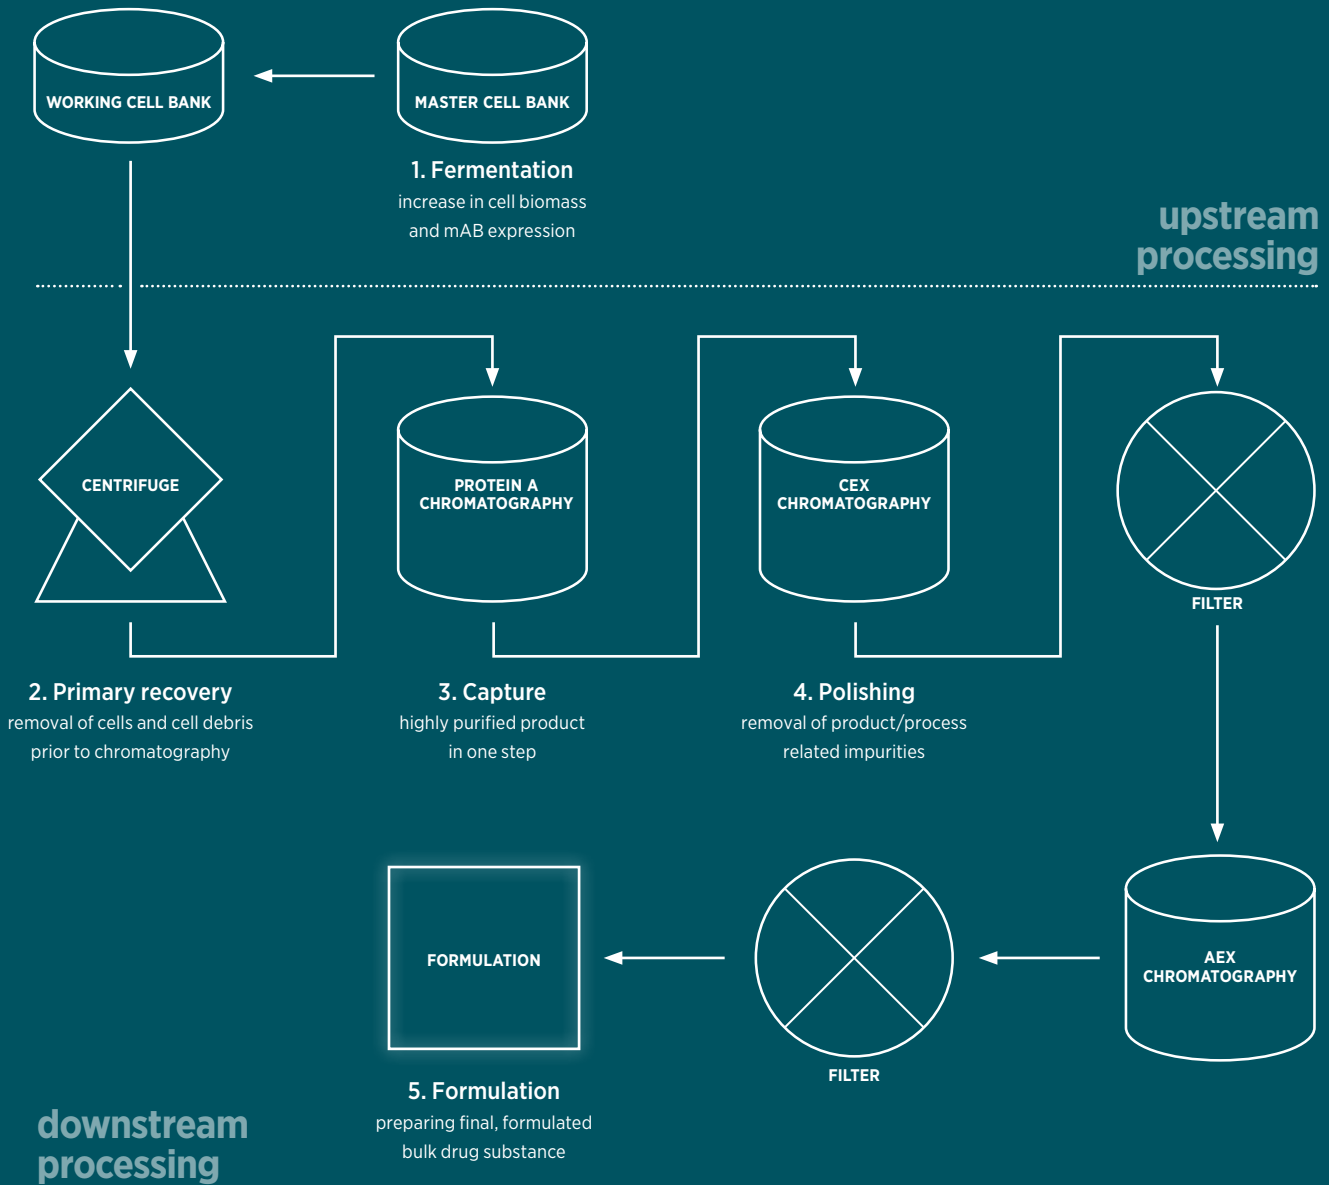 WORKING CELL BANK
MASTER CELL BANK
1. Fermentation
increase in cell biomass
and mAB expression
upstream
processing
CENTRIFUGE
PROTEIN A
CHROMATOGRAPHY
CEX
CHROMATOGRAPHY
FILTER
2. Primary recovery
removal of cells and cell debris
prior to chromatography
3. Capture
highly purified product
in one step
4. Polishing
removal of product/process
related impurities
FORMULATION
FILTER
AEX
CHROMATOGRAPHY
5. Formulation
preparing final, formulated
bulk drug substance
downstream
processing